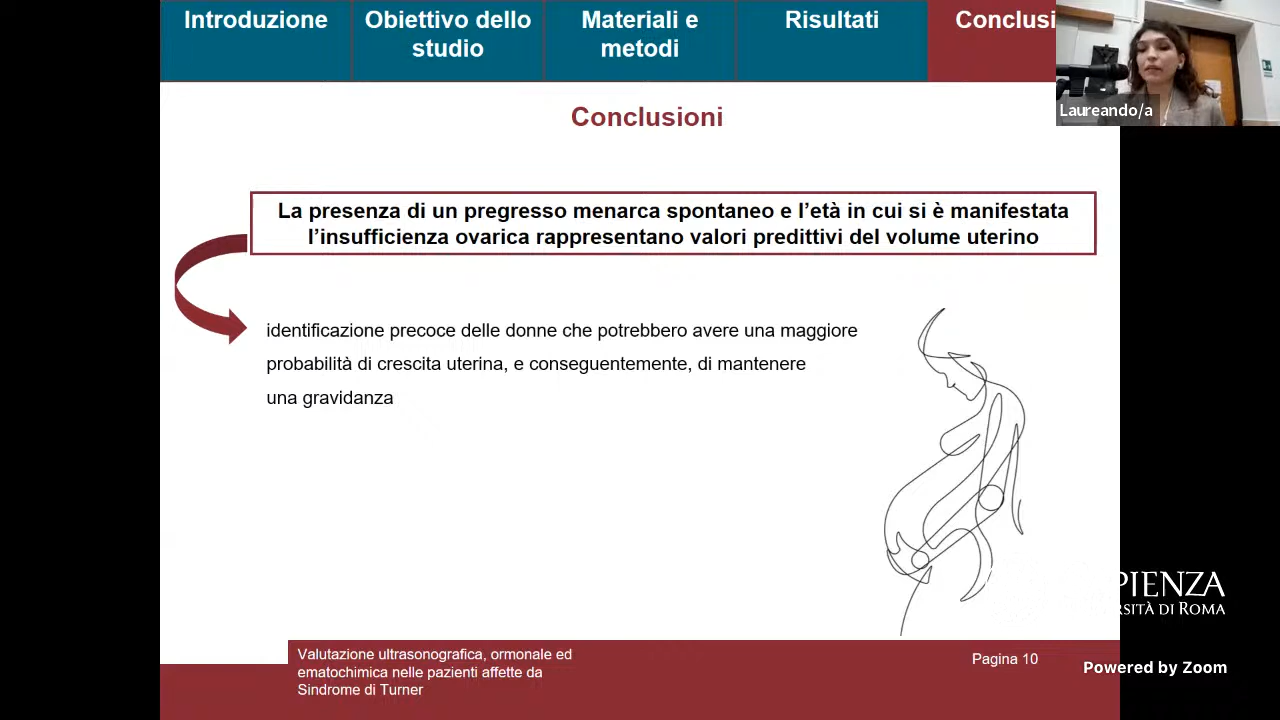 Introduzione
Obiettivo dello
studio
Materiali e
metodi
Risultati
Conclusi
Laureando/a
Conclusioni
La presenza di un pregresso menarca spontaneo e l’età in cui si è manifestata
l’insufficienza ovarica rappresentano valori predittivi del volume uterino
identificazione precoce delle donne che potrebbero avere una maggiore
probabilità di crescita uterina, e conseguentemente, di mantenere
una gravidanza
PIENZA
RSITÀ DI ROMA
Valutazione ultrasonografica, ormonale ed
ematochimica nelle pazienti affette da
Sindrome di Turner
Pagina 10
Powered by Zoom